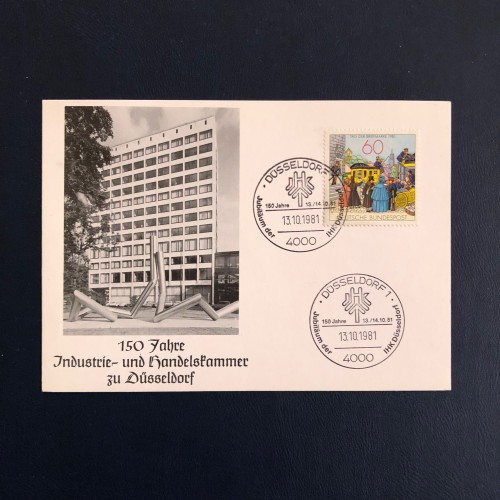 150 Jahre
Industrie- und Handelskammer
zu Düsseldorf
60
DEUTSCHE BUNDESPOST
DÜSSELDORF 1
150 Jahre 13./14.10.81
13.10.1981
Jubiläum der IHK Düsseldorf
4000
DÜSSELDORF 1
150 Jahre 13./14.10.81
13.10.1981
Jubiläum der IHK Düsseldorf
4000